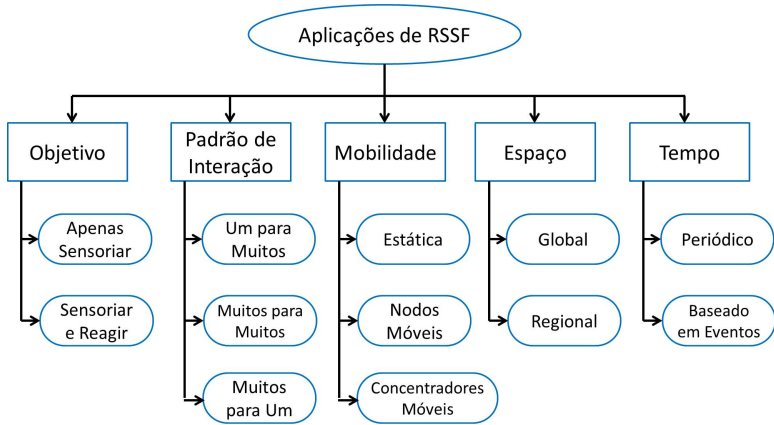 Aplicações de RSSF
Objetivo
Padrão de
Interação
Mobilidade
Espaço
Tempo
Apenas
Sensoriar
Um para
Muitos
Estática
Global
Periódico
Sensoriar
e Reagir
Muitos para
Muitos
Nodos
Móveis
Regional
Baseado
em Eventos
Muitos
para Um
Concentradores
Móveis